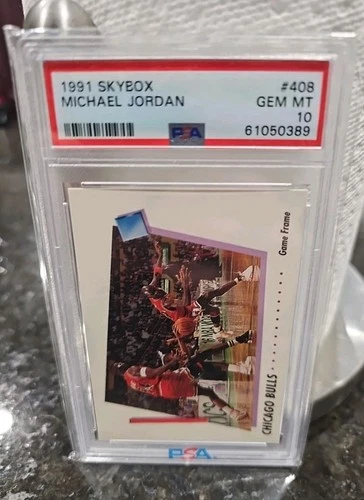 1991 SKYBOX #408
MICHAEL JORDAN GEM MT
10
PSA 61050389
Game Frame
CHICAGO BULLS
PSA